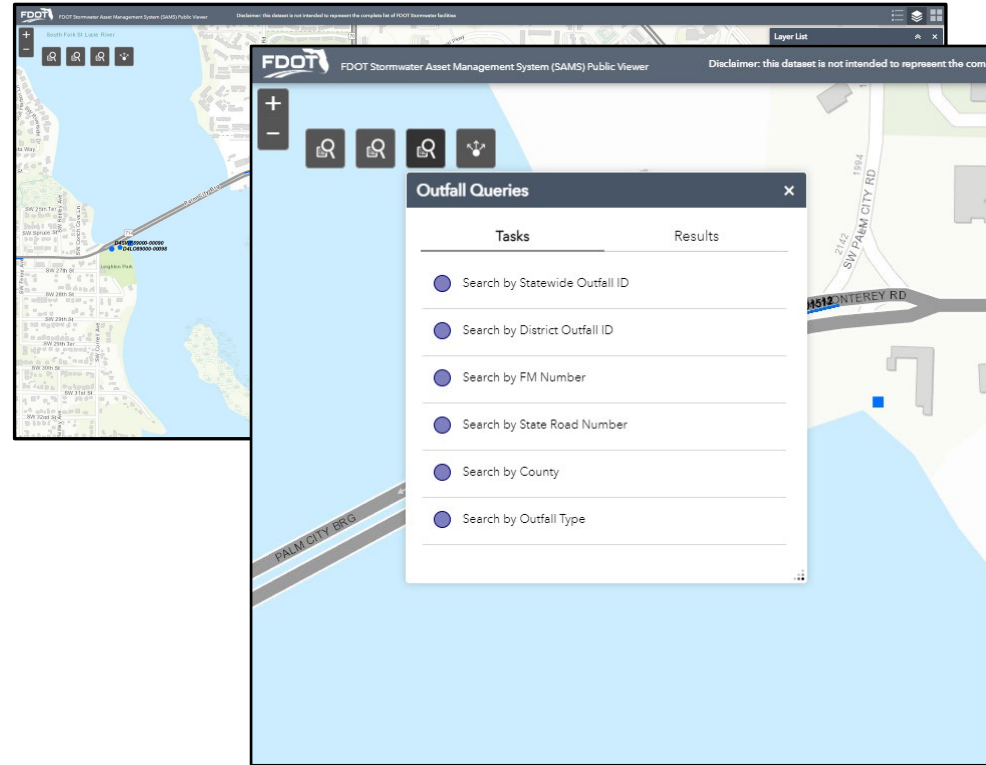 FDOT
FDOT Stormwater Asset Management System (SAMS) Public Viewer
Disclaimer: this dataset is not intended to represent the complete list of FDOT Stormwater facilities
South Fork St Lucie River
Layer List
SW 27th St
SW 28th St
SW 29th St
SW 30th St
SW 31st St
Leighton Park
FDOT
FDOT Stormwater Asset Management System (SAMS) Public Viewer
Disclaimer: this dataset is not intended to represent the com
Outfall Queries
Tasks
Results
Search by Statewide Outfall ID
Search by District Outfall ID
Search by FM Number
Search by State Road Number
Search by County
Search by Outfall Type
1994
2142
SW PALM CITY RD
PALM CITY BRG